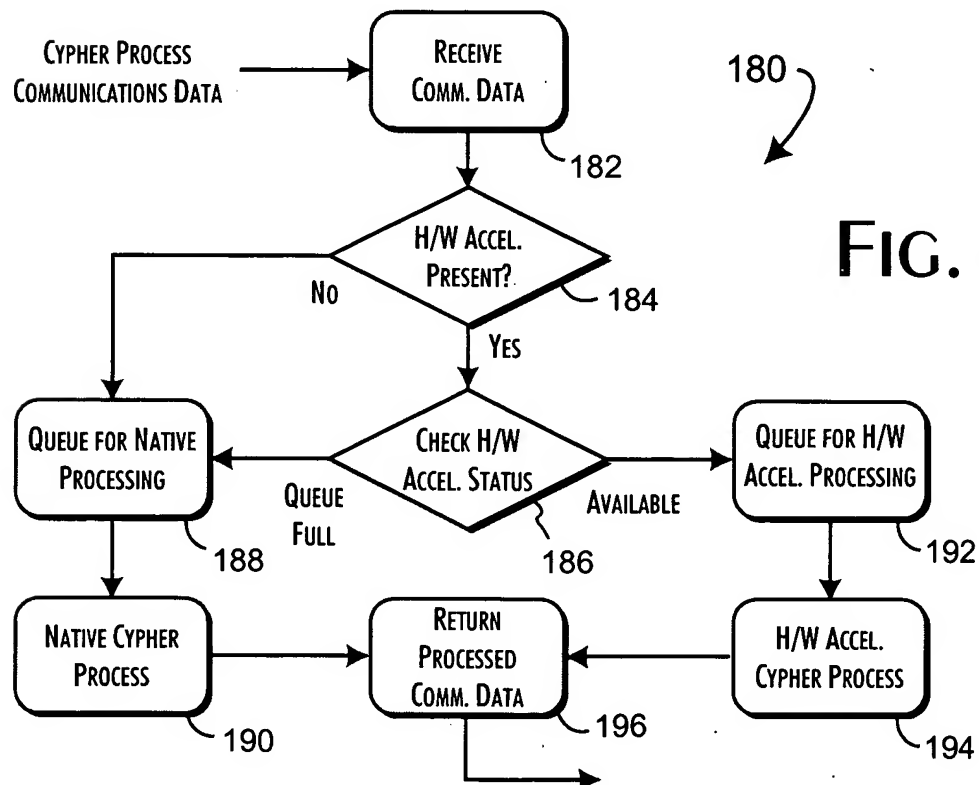 CYPHER PROCESS
COMMUNICATIONS DATA
RECEIVE
COMM. DATA
180
182
H/W ACCEL.
PRESENT?
FIG.
184
NO
YES
QUEUE FOR NATIVE
PROCESSING
CHECK H/W
ACCEL. STATUS
QUEUE FOR H/W
ACCEL. PROCESSING
QUEUE
FULL
AVAILABLE
188
186
192
NATIVE CYPHER
PROCESS
RETURN
PROCESSED
COMM. DATA
H/W ACCEL.
CYPHER PROCESS
190
196
194